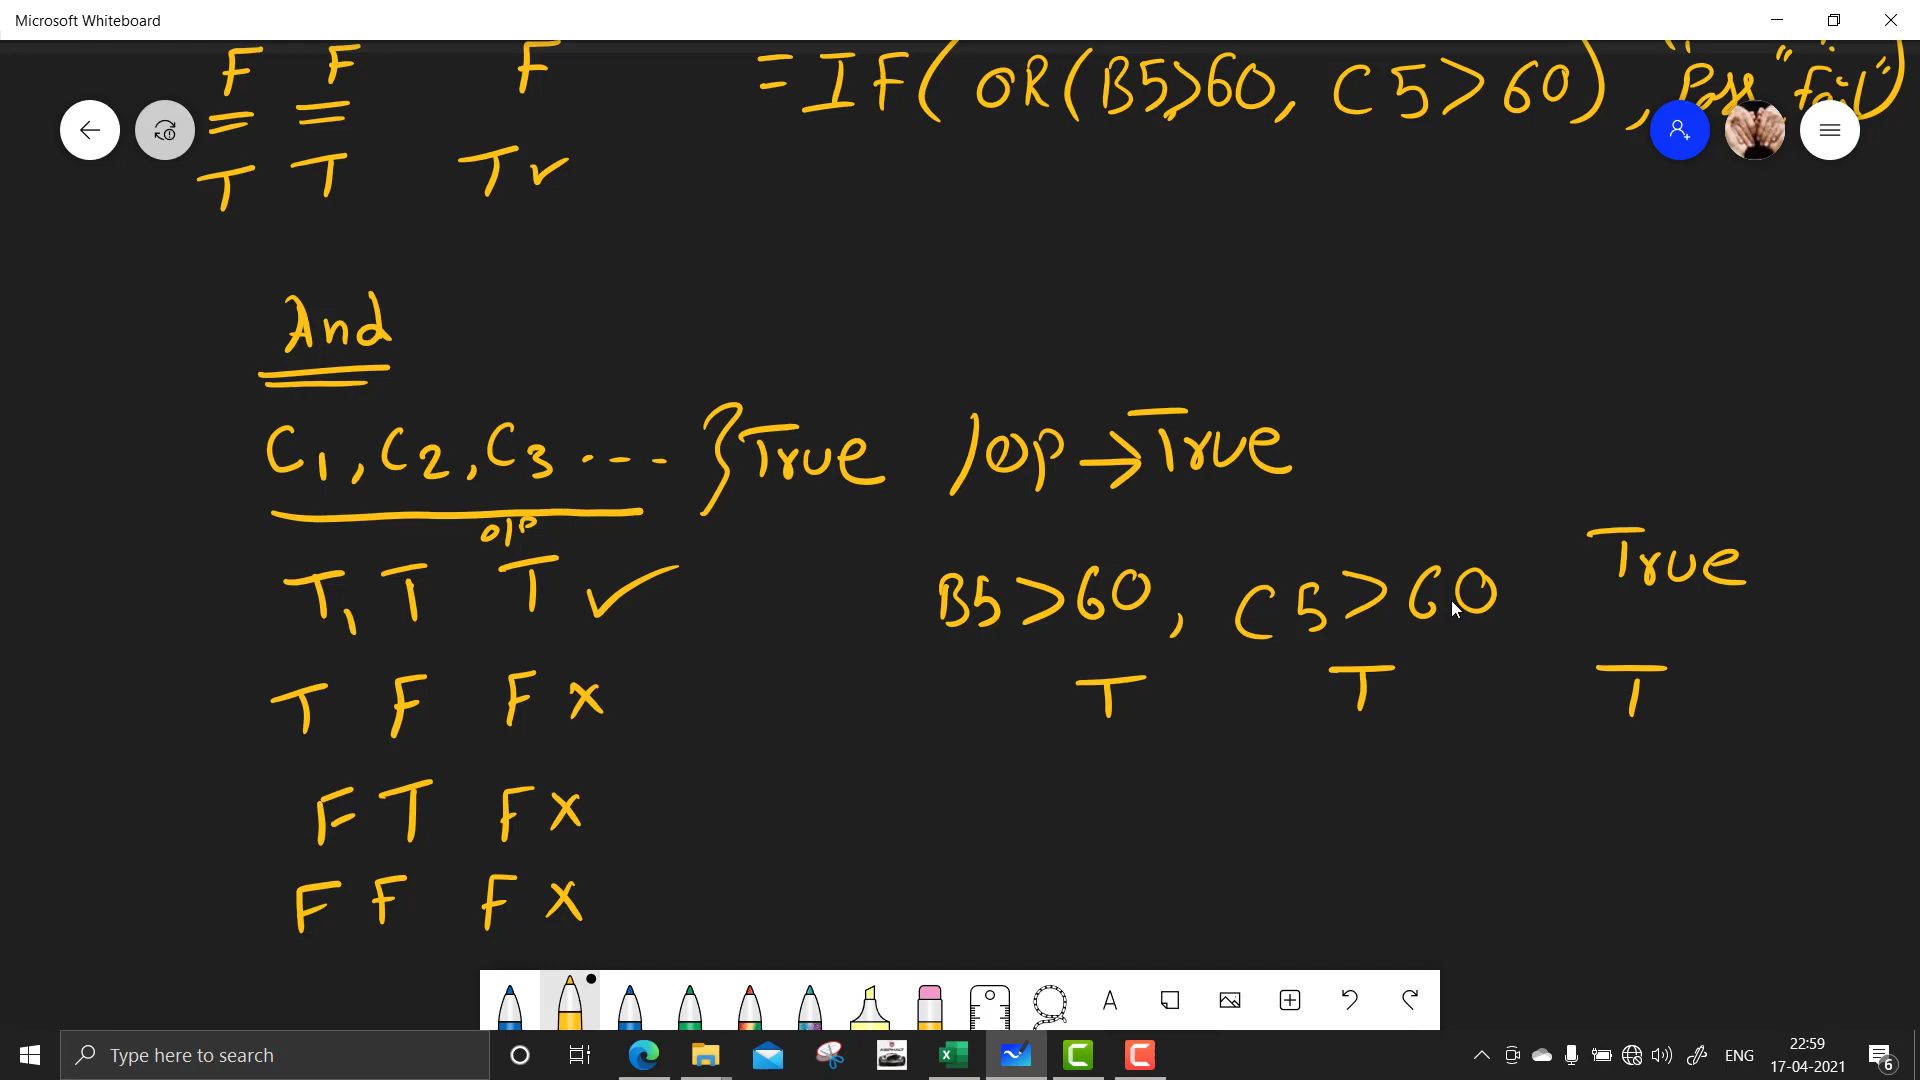 Microsoft Whiteboard
F F F
=IF(OR(B5>60, C5>60), "Pass" "Fail")
T T T✓
And
C1, C2, C3 ... } True /op → True
o/p
T, T T ✓
B5>60, C5>60 True
T F F x
T T T
F T F x
F F F x
A
Type here to search
ENG
22:59
17-04-2021
6